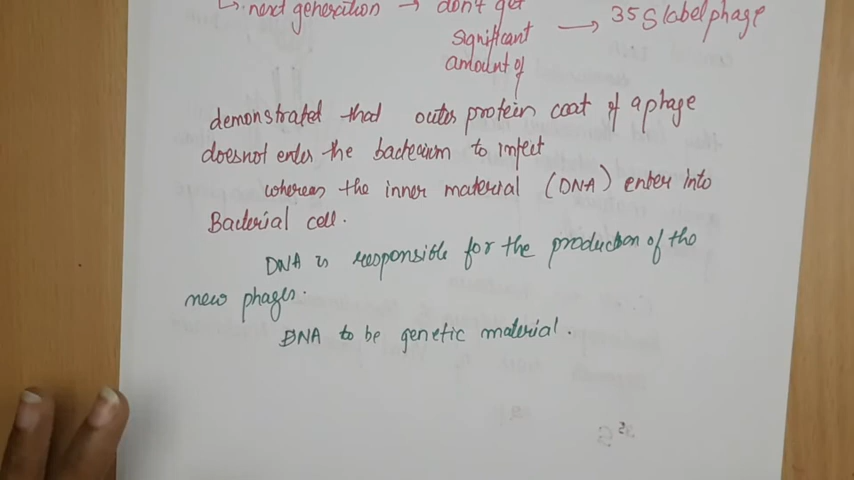 ↳ next generation → don't get
significant → 35 S label phage
amount of
demonstrated that outer protein coat of a phage
doesnot enter the bacterium to infect
whereas the inner material (DNA) enter into
Bacterial cell.
DNA is responsible for the production of the
new phages.
DNA to be genetic material.